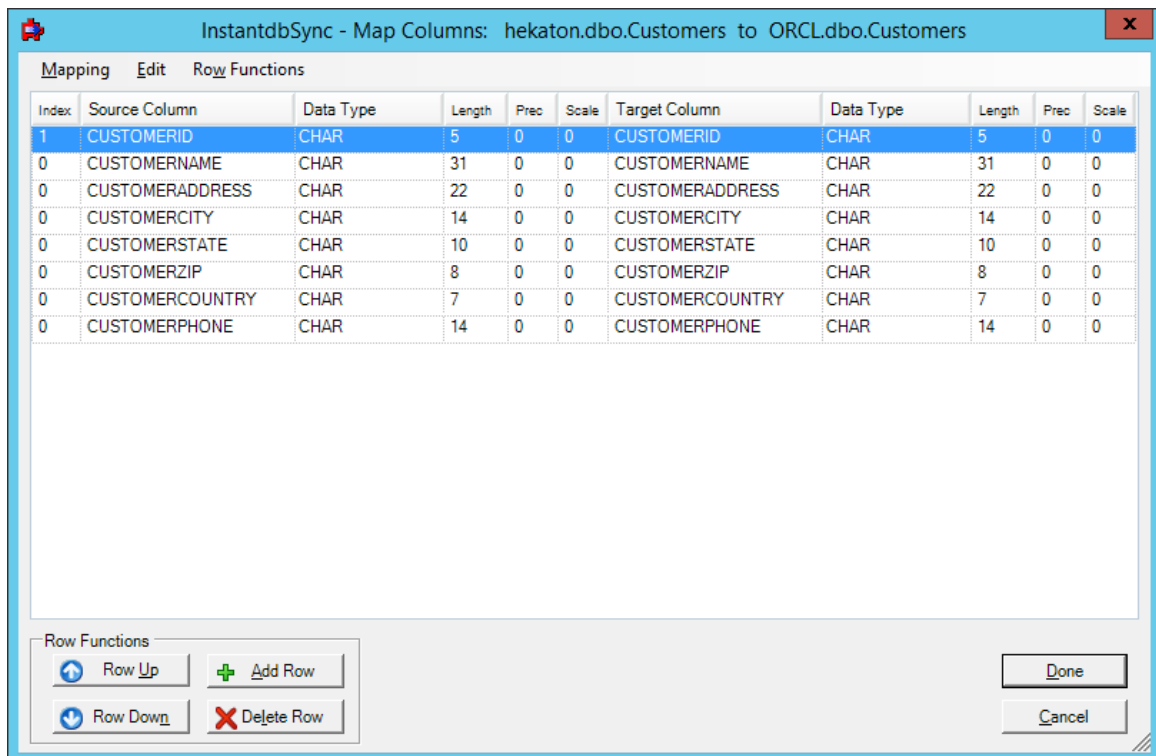 InstantdbSync - Map Columns: hekaton.dbo.Customers to ORCL.dbo.Customers
x
Mapping Edit Row Functions
Index Source Column Data Type Length Prec Scale Target Column Data Type Length Prec Scale
1 CUSTOMERID CHAR 5 0 0 CUSTOMERID CHAR 5 0 0
0 CUSTOMERNAME CHAR 31 0 0 CUSTOMERNAME CHAR 31 0 0
0 CUSTOMERADDRESS CHAR 22 0 0 CUSTOMERADDRESS CHAR 22 0 0
0 CUSTOMERCITY CHAR 14 0 0 CUSTOMERCITY CHAR 14 0 0
0 CUSTOMERSTATE CHAR 10 0 0 CUSTOMERSTATE CHAR 10 0 0
0 CUSTOMERZIP CHAR 8 0 0 CUSTOMERZIP CHAR 8 0 0
0 CUSTOMERCOUNTRY CHAR 7 0 0 CUSTOMERCOUNTRY CHAR 7 0 0
0 CUSTOMERPHONE CHAR 14 0 0 CUSTOMERPHONE CHAR 14 0 0
Row Functions
Row Up Add Row Done
Row Down Delete Row Cancel